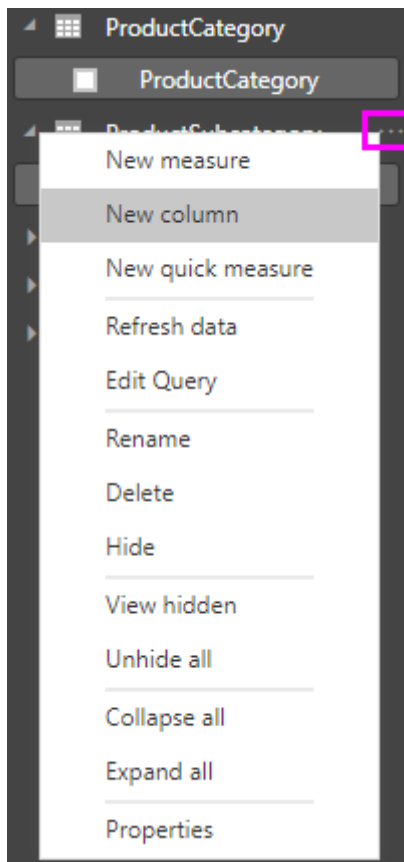 ProductCategory
ProductCategory
ProductSubcategory
New measure
New column
New quick measure
Refresh data
Edit Query
Rename
Delete
Hide
View hidden
Unhide all
Collapse all
Expand all
Properties